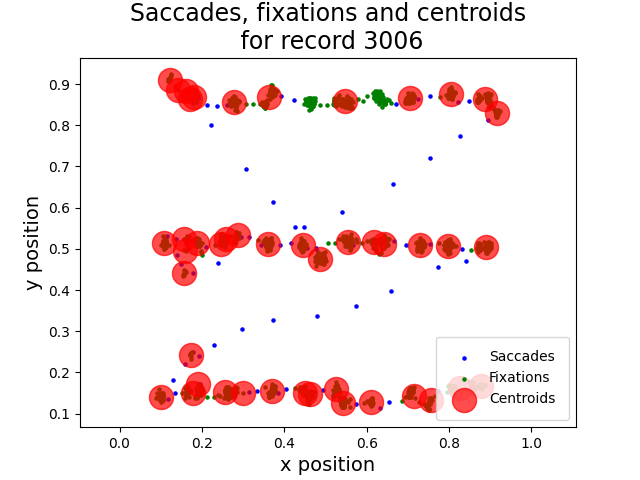 Saccades, fixations and centroids
for record 3006
y position
0.9
0.8
0.7
0.6
0.5
0.4
0.3
0.2
0.1
Saccades
Fixations
Centroids
0.0 0.2 0.4 0.6 0.8 1.0
x position